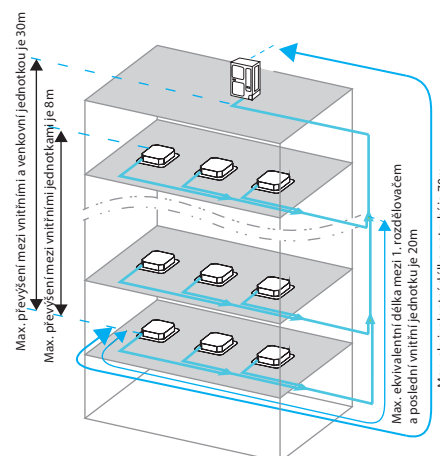 Max. převýšení mezi vnitřními a venkovní jednotkou je 30m
Max. převýšení mezi vnitřními jednotkami je 8m
Max. ekvivalentní délka mezi 1. rozdělovačem
a poslední vnitřní jednotku je 20m